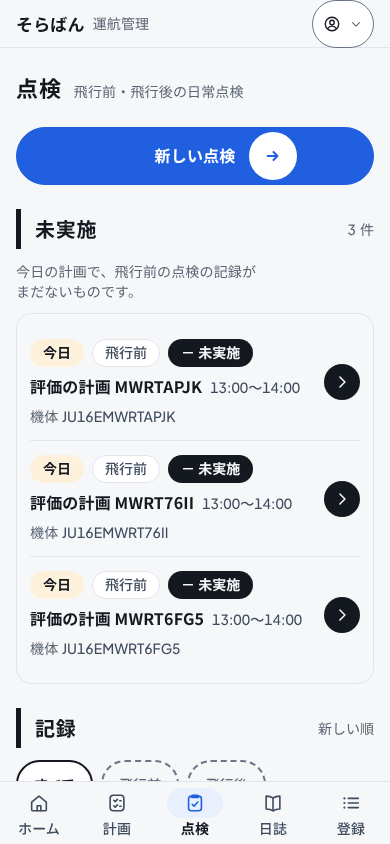 そらばん 運航管理
点検 飛行前・飛行後の日常点検
新しい点検
未実施 3 件
今日の計画で、飛行前の点検の記録が
まだないものです。
今日 飛行前 － 未実施
評価の計画 MWRTAPJK 13:00〜14:00
機体 JU16EMWRTAPJK
今日 飛行前 － 未実施
評価の計画 MWRT76II 13:00〜14:00
機体 JU16EMWRT76II
今日 飛行前 － 未実施
評価の計画 MWRT6FG5 13:00〜14:00
機体 JU16EMWRT6FG5
記録 新しい順
ホーム 計画 点検 日誌 登録